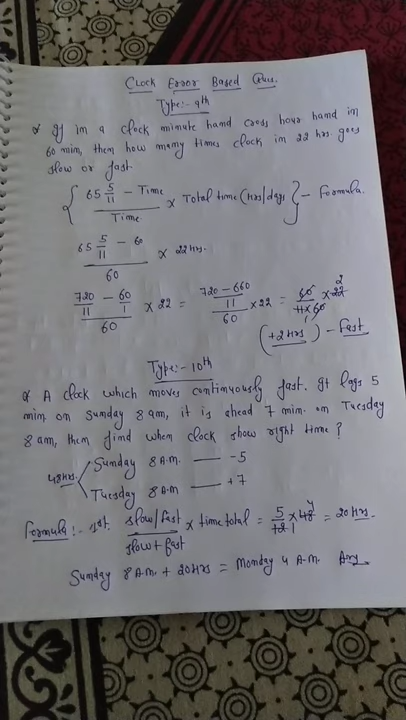 Clock Error Based Ques.
Type:- 9th
Q If in a clock minute hand cross hour hand in
60 min, then how many times clock in 22 hrs. goes
slow or fast.
{ (65 5/11 - Time)/Time × Total time (hrs/days) } - Formula.
(65 5/11 - 60)/60 × 22 hrs.
(720/11 - 60/1)/60 × 22 = ((720 - 660)/11)/60 × 22 = 60/(11×60) × 22 2
(+2 Hrs) - Fast
Type:- 10th
Q A clock which moves continuously fast. It lags 5
min on Sunday 8 am, it is ahead 7 min. on Tuesday
8 am, then find when clock show right time?
48 Hrs < Sunday 8 A.M. — -5
Tuesday 8 A.M — +7
Formula:- 1st. (slow/fast)/(slow + fast) × time total = 5/12 × 48 4 1 = 20 Hrs.
Sunday 8 A.M. + 20 Hrs = Monday 4 A.M. Ans